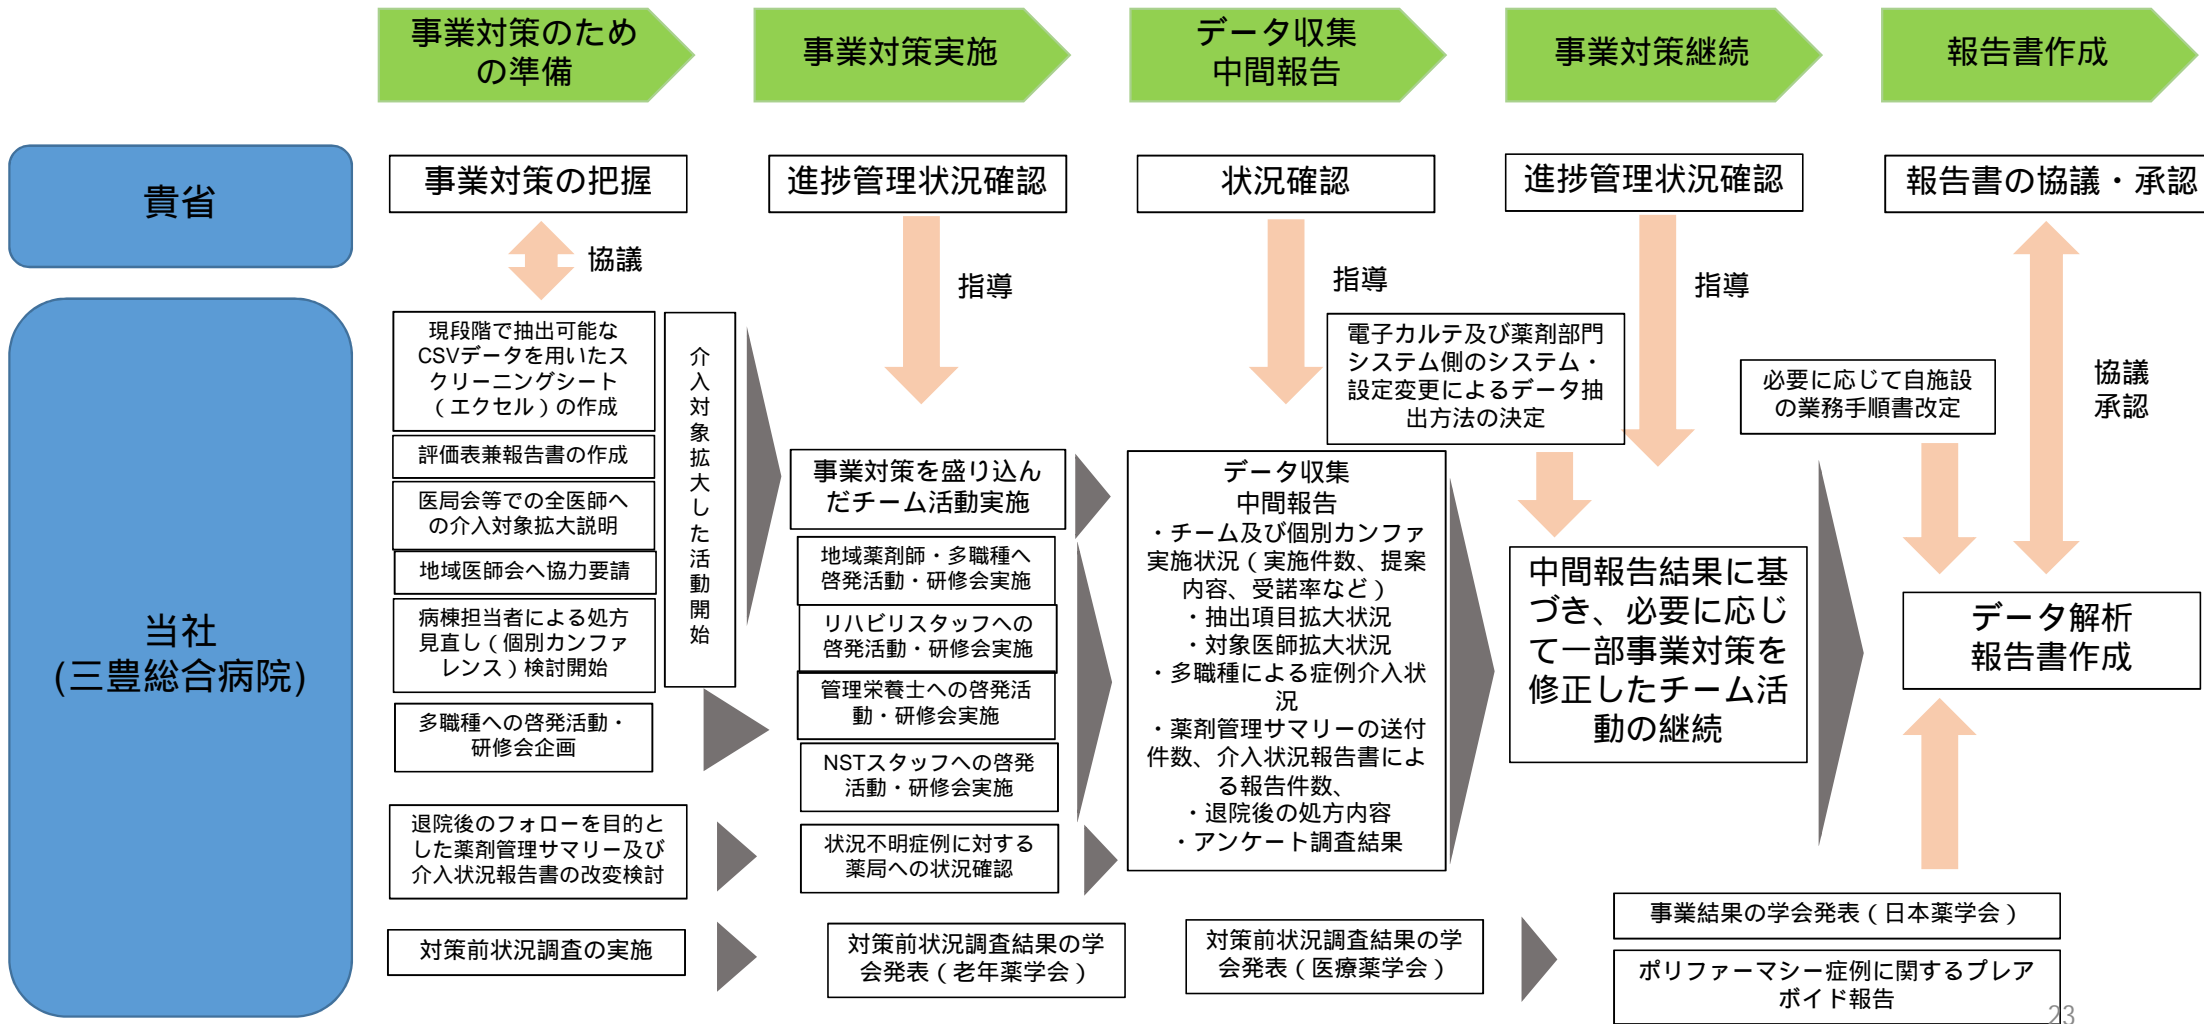 事業対策のため
の準備
事業対策実施
データ収集
中間報告
事業対策継続
報告書作成
貴省
事業対策の把握
進捗管理状況確認
状況確認
進捗管理状況確認
報告書の協議・承認
協議
指導
指導
指導
協議
承認
当社
(三豊総合病院)
現段階で抽出可能な
CSVデータを用いたス
クリーニングシート
（エクセル）の作成
評価表兼報告書の作成
医局会等での全医師へ
の介入対象拡大説明
地域医師会へ協力要請
病棟担当者による処方
見直し（個別カンファ
レンス）検討開始
多職種への啓発活動・
研修会企画
退院後のフォローを目的と
した薬剤管理サマリー及び
介入状況報告書の改変検討
対策前状況調査の実施
介入対象拡大した活動開始
事業対策を盛り込ん
だチーム活動実施
地域薬剤師・多職種へ
啓発活動・研修会実施
リハビリスタッフへの
啓発活動・研修会実施
管理栄養士への啓発活
動・研修会実施
NSTスタッフへの啓発
活動・研修会実施
状況不明症例に対する
薬局への状況確認
対策前状況調査結果の学
会発表（老年薬学会）
電子カルテ及び薬剤部門
システム側のシステム・
設定変更によるデータ抽
出方法の決定
データ収集
中間報告
・チーム及び個別カンファ
実施状況（実施件数、提案
内容、受諾率など）
・抽出項目拡大状況
・対象医師拡大状況
・多職種による症例介入状
況
・薬剤管理サマリーの送付
件数、介入状況報告書によ
る報告件数、
・退院後の処方内容
・アンケート調査結果
対策前状況調査結果の学
会発表（医療薬学会）
中間報告結果に基
づき、必要に応じ
て一部事業対策を
修正したチーム活
動の継続
必要に応じて自施設
の業務手順書改定
データ解析
報告書作成
事業結果の学会発表（日本薬学会）
ポリファーマシー症例に関するプレア
ボイド報告
23